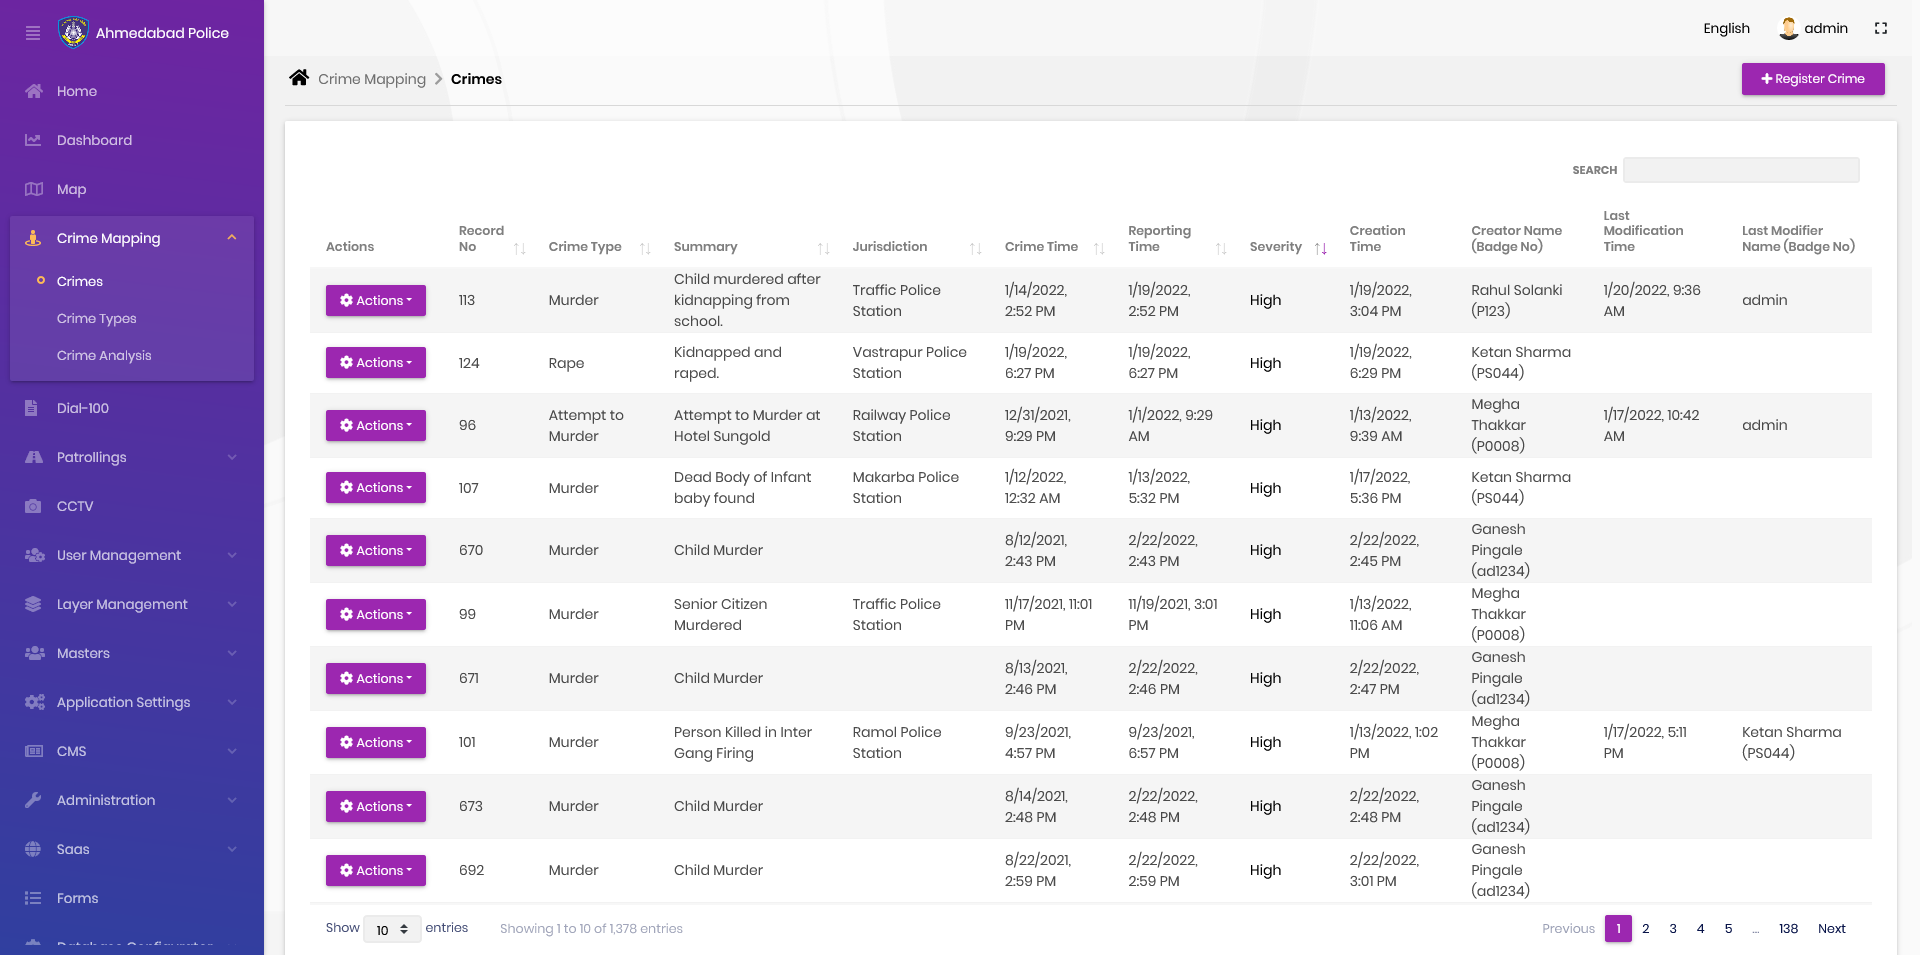 Ahmedabad Police
English
admin
Home
Dashboard
Map
Crime Mapping
Crimes
Crime Types
Crime Analysis
Dial-100
Patrollings
CCTV
User Management
Layer Management
Masters
Application Settings
CMS
Administration
Saas
Forms
Database Configurator
Crime Mapping > Crimes
+ Register Crime
SEARCH
Actions
Record No
Crime Type
Summary
Jurisdiction
Crime Time
Reporting Time
Severity
Creation Time
Creator Name (Badge No)
Last Modification Time
Last Modifier Name (Badge No)
Actions 113 Murder Child murdered after kidnapping from school. Traffic Police Station 1/14/2022, 2:52 PM 1/19/2022, 2:52 PM High 1/19/2022, 3:04 PM Rahul Solanki (P123) 1/20/2022, 9:36 AM admin
Actions 124 Rape Kidnapped and raped. Vastrapur Police Station 1/19/2022, 6:27 PM 1/19/2022, 6:27 PM High 1/19/2022, 6:29 PM Ketan Sharma (PS044)
Actions 96 Attempt to Murder Attempt to Murder at Hotel Sungold Railway Police Station 12/31/2021, 9:29 PM 1/1/2022, 9:29 AM High 1/13/2022, 9:39 AM Megha Thakkar (P0008) 1/17/2022, 10:42 AM admin
Actions 107 Murder Dead Body of Infant baby found Makarba Police Station 1/12/2022, 12:32 AM 1/13/2022, 5:32 PM High 1/17/2022, 5:36 PM Ketan Sharma (PS044)
Actions 670 Murder Child Murder 8/12/2021, 2:43 PM 2/22/2022, 2:43 PM High 2/22/2022, 2:45 PM Ganesh Pingale (ad1234)
Actions 99 Murder Senior Citizen Murdered Traffic Police Station 11/17/2021, 11:01 PM 11/19/2021, 3:01 PM High 1/13/2022, 11:06 AM Megha Thakkar (P0008)
Actions 671 Murder Child Murder 8/13/2021, 2:46 PM 2/22/2022, 2:46 PM High 2/22/2022, 2:47 PM Ganesh Pingale (ad1234)
Actions 101 Murder Person Killed in Inter Gang Firing Ramol Police Station 9/23/2021, 4:57 PM 9/23/2021, 6:57 PM High 1/13/2022, 1:02 PM Megha Thakkar (P0008) 1/17/2022, 5:11 PM Ketan Sharma (PS044)
Actions 673 Murder Child Murder 8/14/2021, 2:48 PM 2/22/2022, 2:48 PM High 2/22/2022, 2:48 PM Ganesh Pingale (ad1234)
Actions 692 Murder Child Murder 8/22/2021, 2:59 PM 2/22/2022, 2:59 PM High 2/22/2022, 3:01 PM Ganesh Pingale (ad1234)
Show 10 entries
Showing 1 to 10 of 1,378 entries
Previous 1 2 3 4 5 … 138 Next